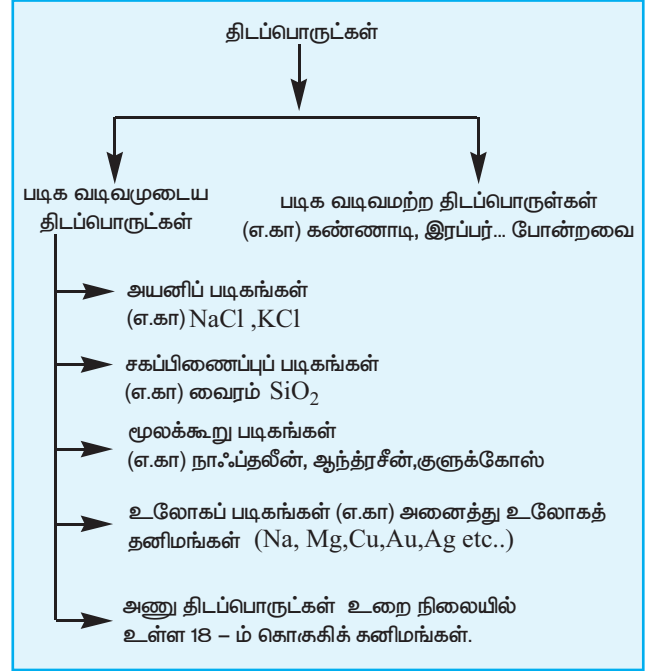 திடப்பொருட்கள்
படிக வடிவமுடைய
திடப்பொருட்கள்
படிக வடிவமற்ற திடப்பொருள்கள்
(எ.கா) கண்ணாடி, இரப்பர்... போன்றவை
அயனிப் படிகங்கள்
(எ.கா) NaCl ,KCl
சகப்பிணைப்புப் படிகங்கள்
(எ.கா) வைரம் SiO₂
மூலக்கூறு படிகங்கள்
(எ.கா) நாஃப்தலீன், ஆந்த்ரசீன்,குளுக்கோஸ்
உலோகப் படிகங்கள் (எ.கா) அனைத்து உலோகத்
தனிமங்கள் (Na, Mg,Cu,Au,Ag etc..)
அணு திடப்பொருட்கள் உறை நிலையில்
உள்ள 18 – ம் தொகுதித் தனிமங்கள்.